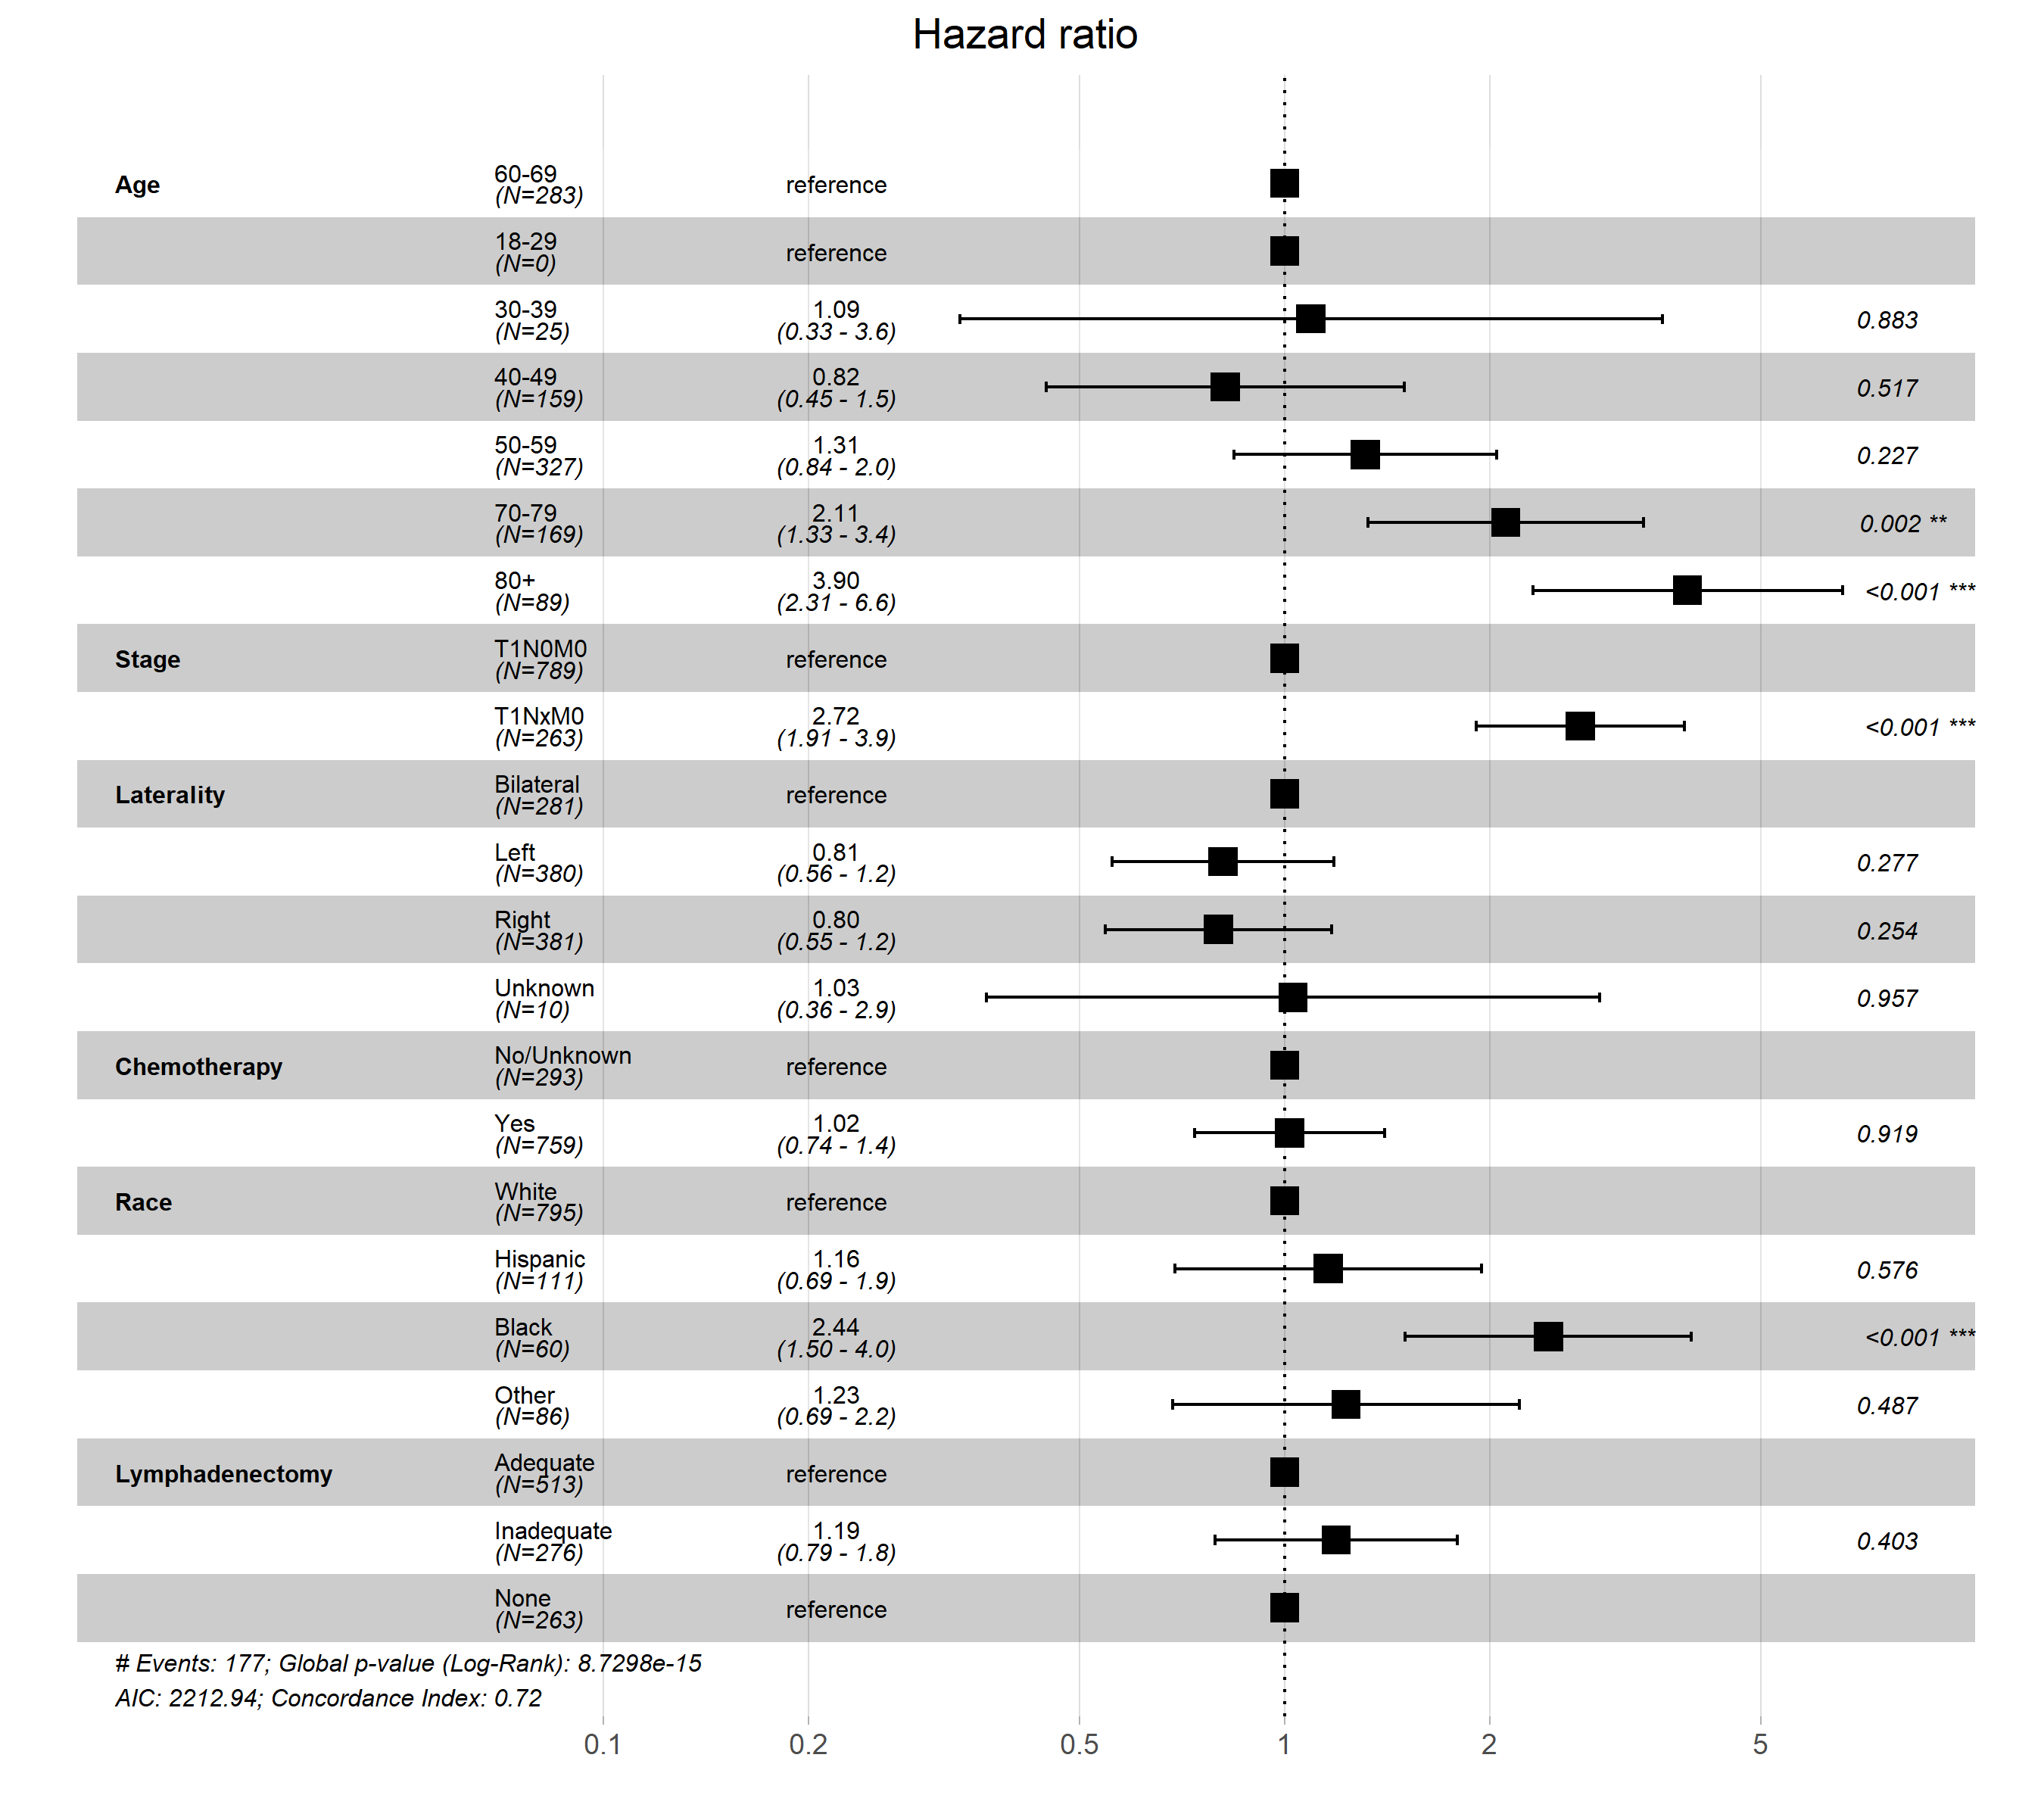 Hazard ratio
Age
60-69
(N=283)
reference
18-29
(N=0)
reference
30-39
(N=25)
1.09
(0.33 - 3.6)
0.883
40-49
(N=159)
0.82
(0.45 - 1.5)
0.517
50-59
(N=327)
1.31
(0.84 - 2.0)
0.227
70-79
(N=169)
2.11
(1.33 - 3.4)
0.002 **
80+
(N=89)
3.90
(2.31 - 6.6)
<0.001 ***
Stage
T1N0M0
(N=789)
reference
T1NxM0
(N=263)
2.72
(1.91 - 3.9)
<0.001 ***
Laterality
Bilateral
(N=281)
reference
Left
(N=380)
0.81
(0.56 - 1.2)
0.277
Right
(N=381)
0.80
(0.55 - 1.2)
0.254
Unknown
(N=10)
1.03
(0.36 - 2.9)
0.957
Chemotherapy
No/Unknown
(N=293)
reference
Yes
(N=759)
1.02
(0.74 - 1.4)
0.919
Race
White
(N=795)
reference
Hispanic
(N=111)
1.16
(0.69 - 1.9)
0.576
Black
(N=60)
2.44
(1.50 - 4.0)
<0.001 ***
Other
(N=86)
1.23
(0.69 - 2.2)
0.487
Lymphadenectomy
Adequate
(N=513)
reference
Inadequate
(N=276)
1.19
(0.79 - 1.8)
0.403
None
(N=263)
reference
# Events: 177; Global p-value (Log-Rank): 8.7298e-15
AIC: 2212.94; Concordance Index: 0.72
0.1 0.2 0.5 1 2 5